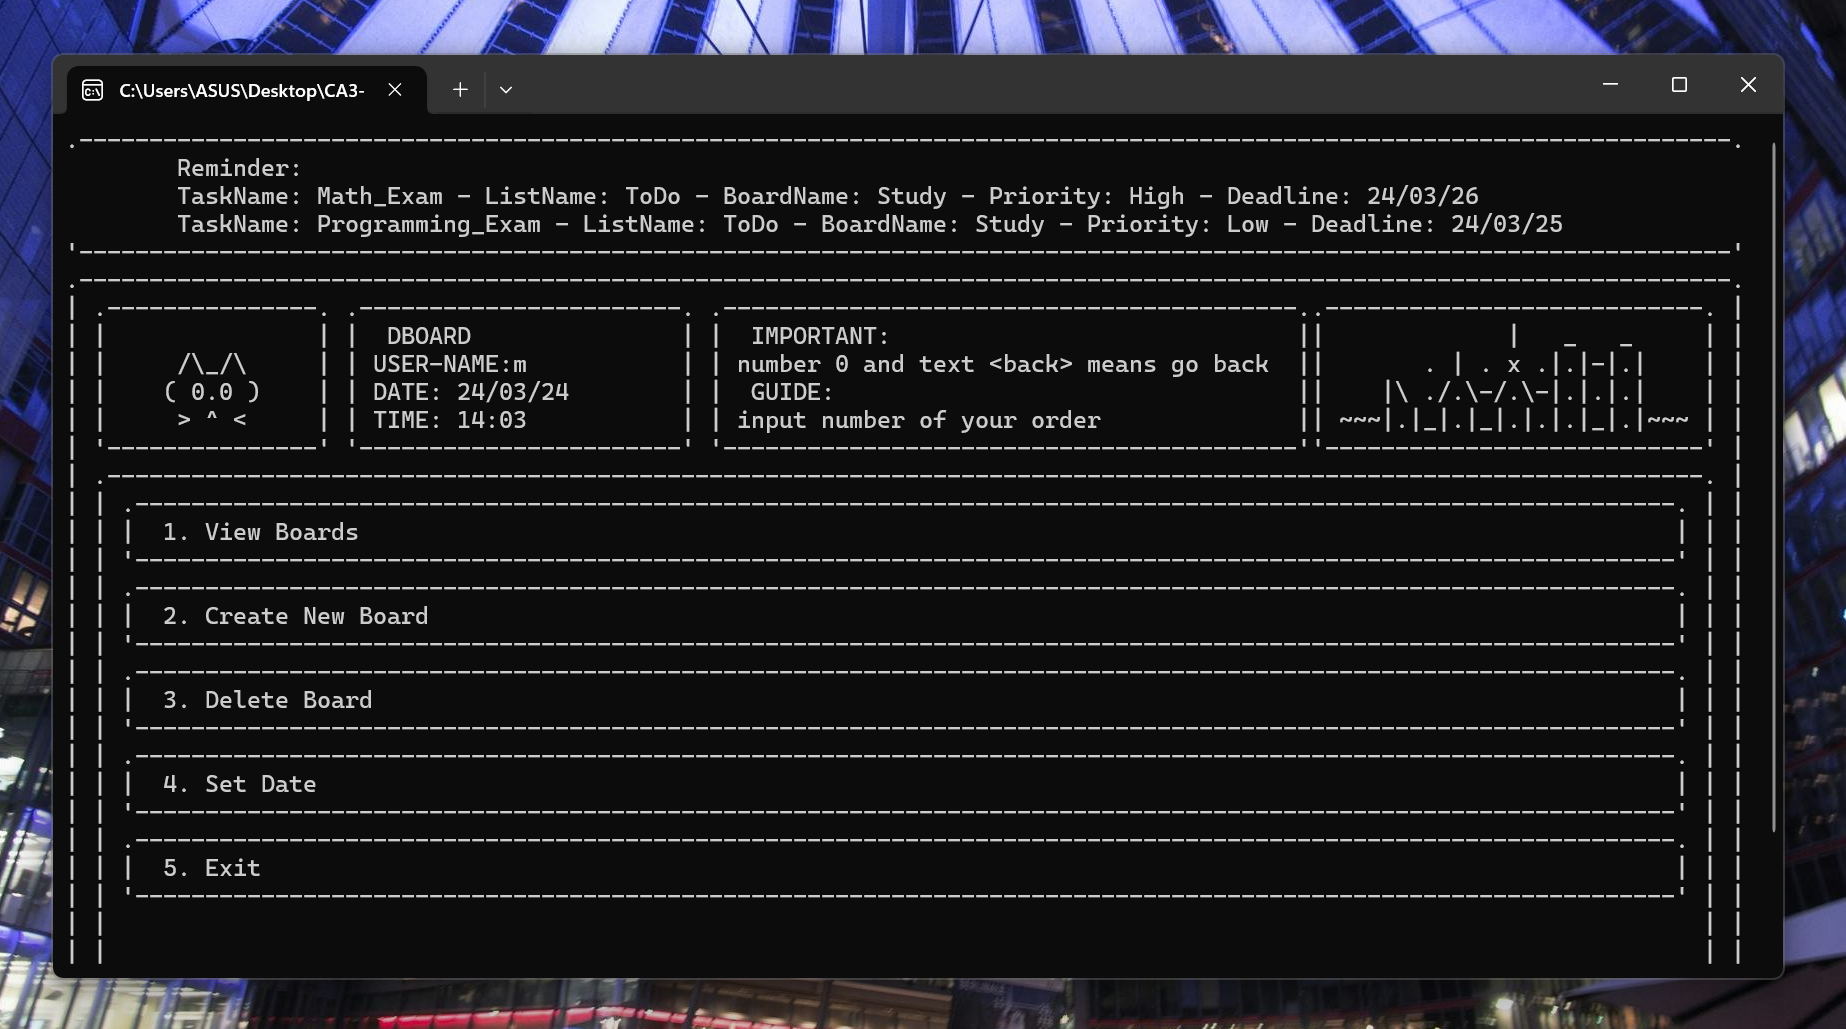 C:\Users\ASUS\Desktop\CA3-
Reminder:
TaskName: Math_Exam - ListName: ToDo - BoardName: Study - Priority: High - Deadline: 24/03/26
TaskName: Programming_Exam - ListName: ToDo - BoardName: Study - Priority: Low - Deadline: 24/03/25
DBOARD
USER-NAME:m
DATE: 24/03/24
TIME: 14:03
IMPORTANT:
number 0 and text <back> means go back
GUIDE:
input number of your order
1. View Boards
2. Create New Board
3. Delete Board
4. Set Date
5. Exit